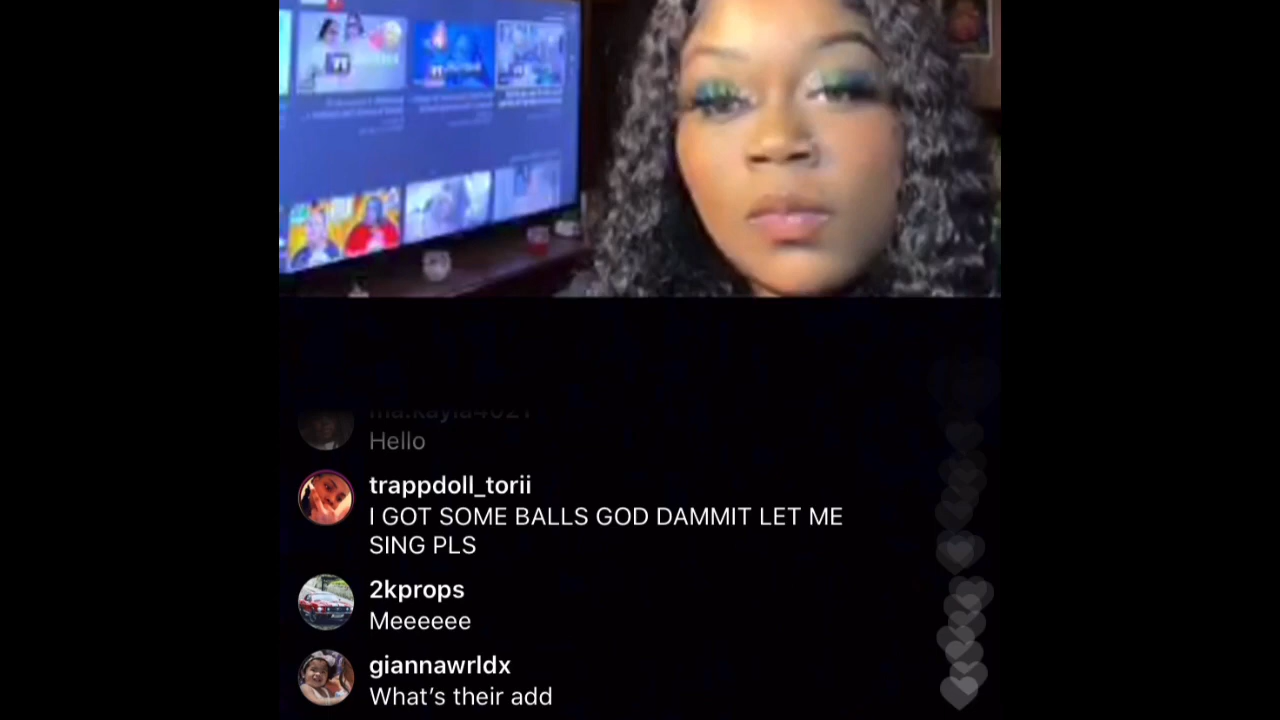 Hello
trappdoll_torii
I GOT SOME BALLS GOD DAMMIT LET ME
SING PLS
2kprops
Meeeeee
giannawrldx
What's their add